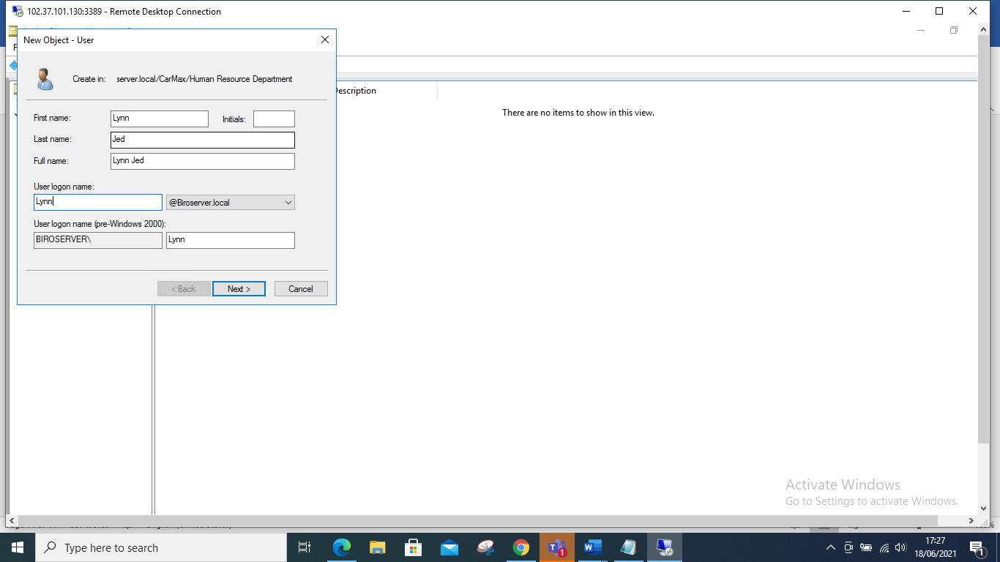 102.37.101.130:3389 - Remote Desktop Connection
New Object - User
Create in: server.local/CarMax/Human Resource Department
Description
There are no items to show in this view.
First name: Lynn Initials:
Last name: Jed
Full name: Lynn Jed
User logon name:
Lynn @Biroserver.local
User logon name (pre-Windows 2000):
BIROSERVER\ Lynn
< Back Next > Cancel
Activate Windows
Go to Settings to activate Windows.
Type here to search
1
17:27
18/06/2021
1